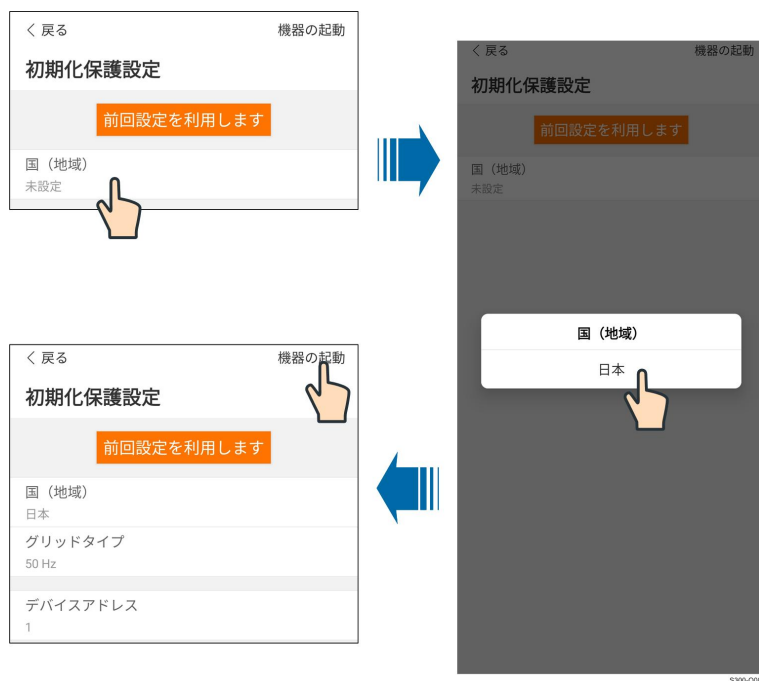 く 戻る
機器の起動
初期化保護設定
前回設定を利用します
国（地域）
未設定
く 戻る
機器の起動
初期化保護設定
前回設定を利用します
国（地域）
未設定
国（地域）
日本
く 戻る
機器の起動
初期化保護設定
前回設定を利用します
国（地域）
日本
グリッドタイプ
50 Hz
デバイスアドレス
1